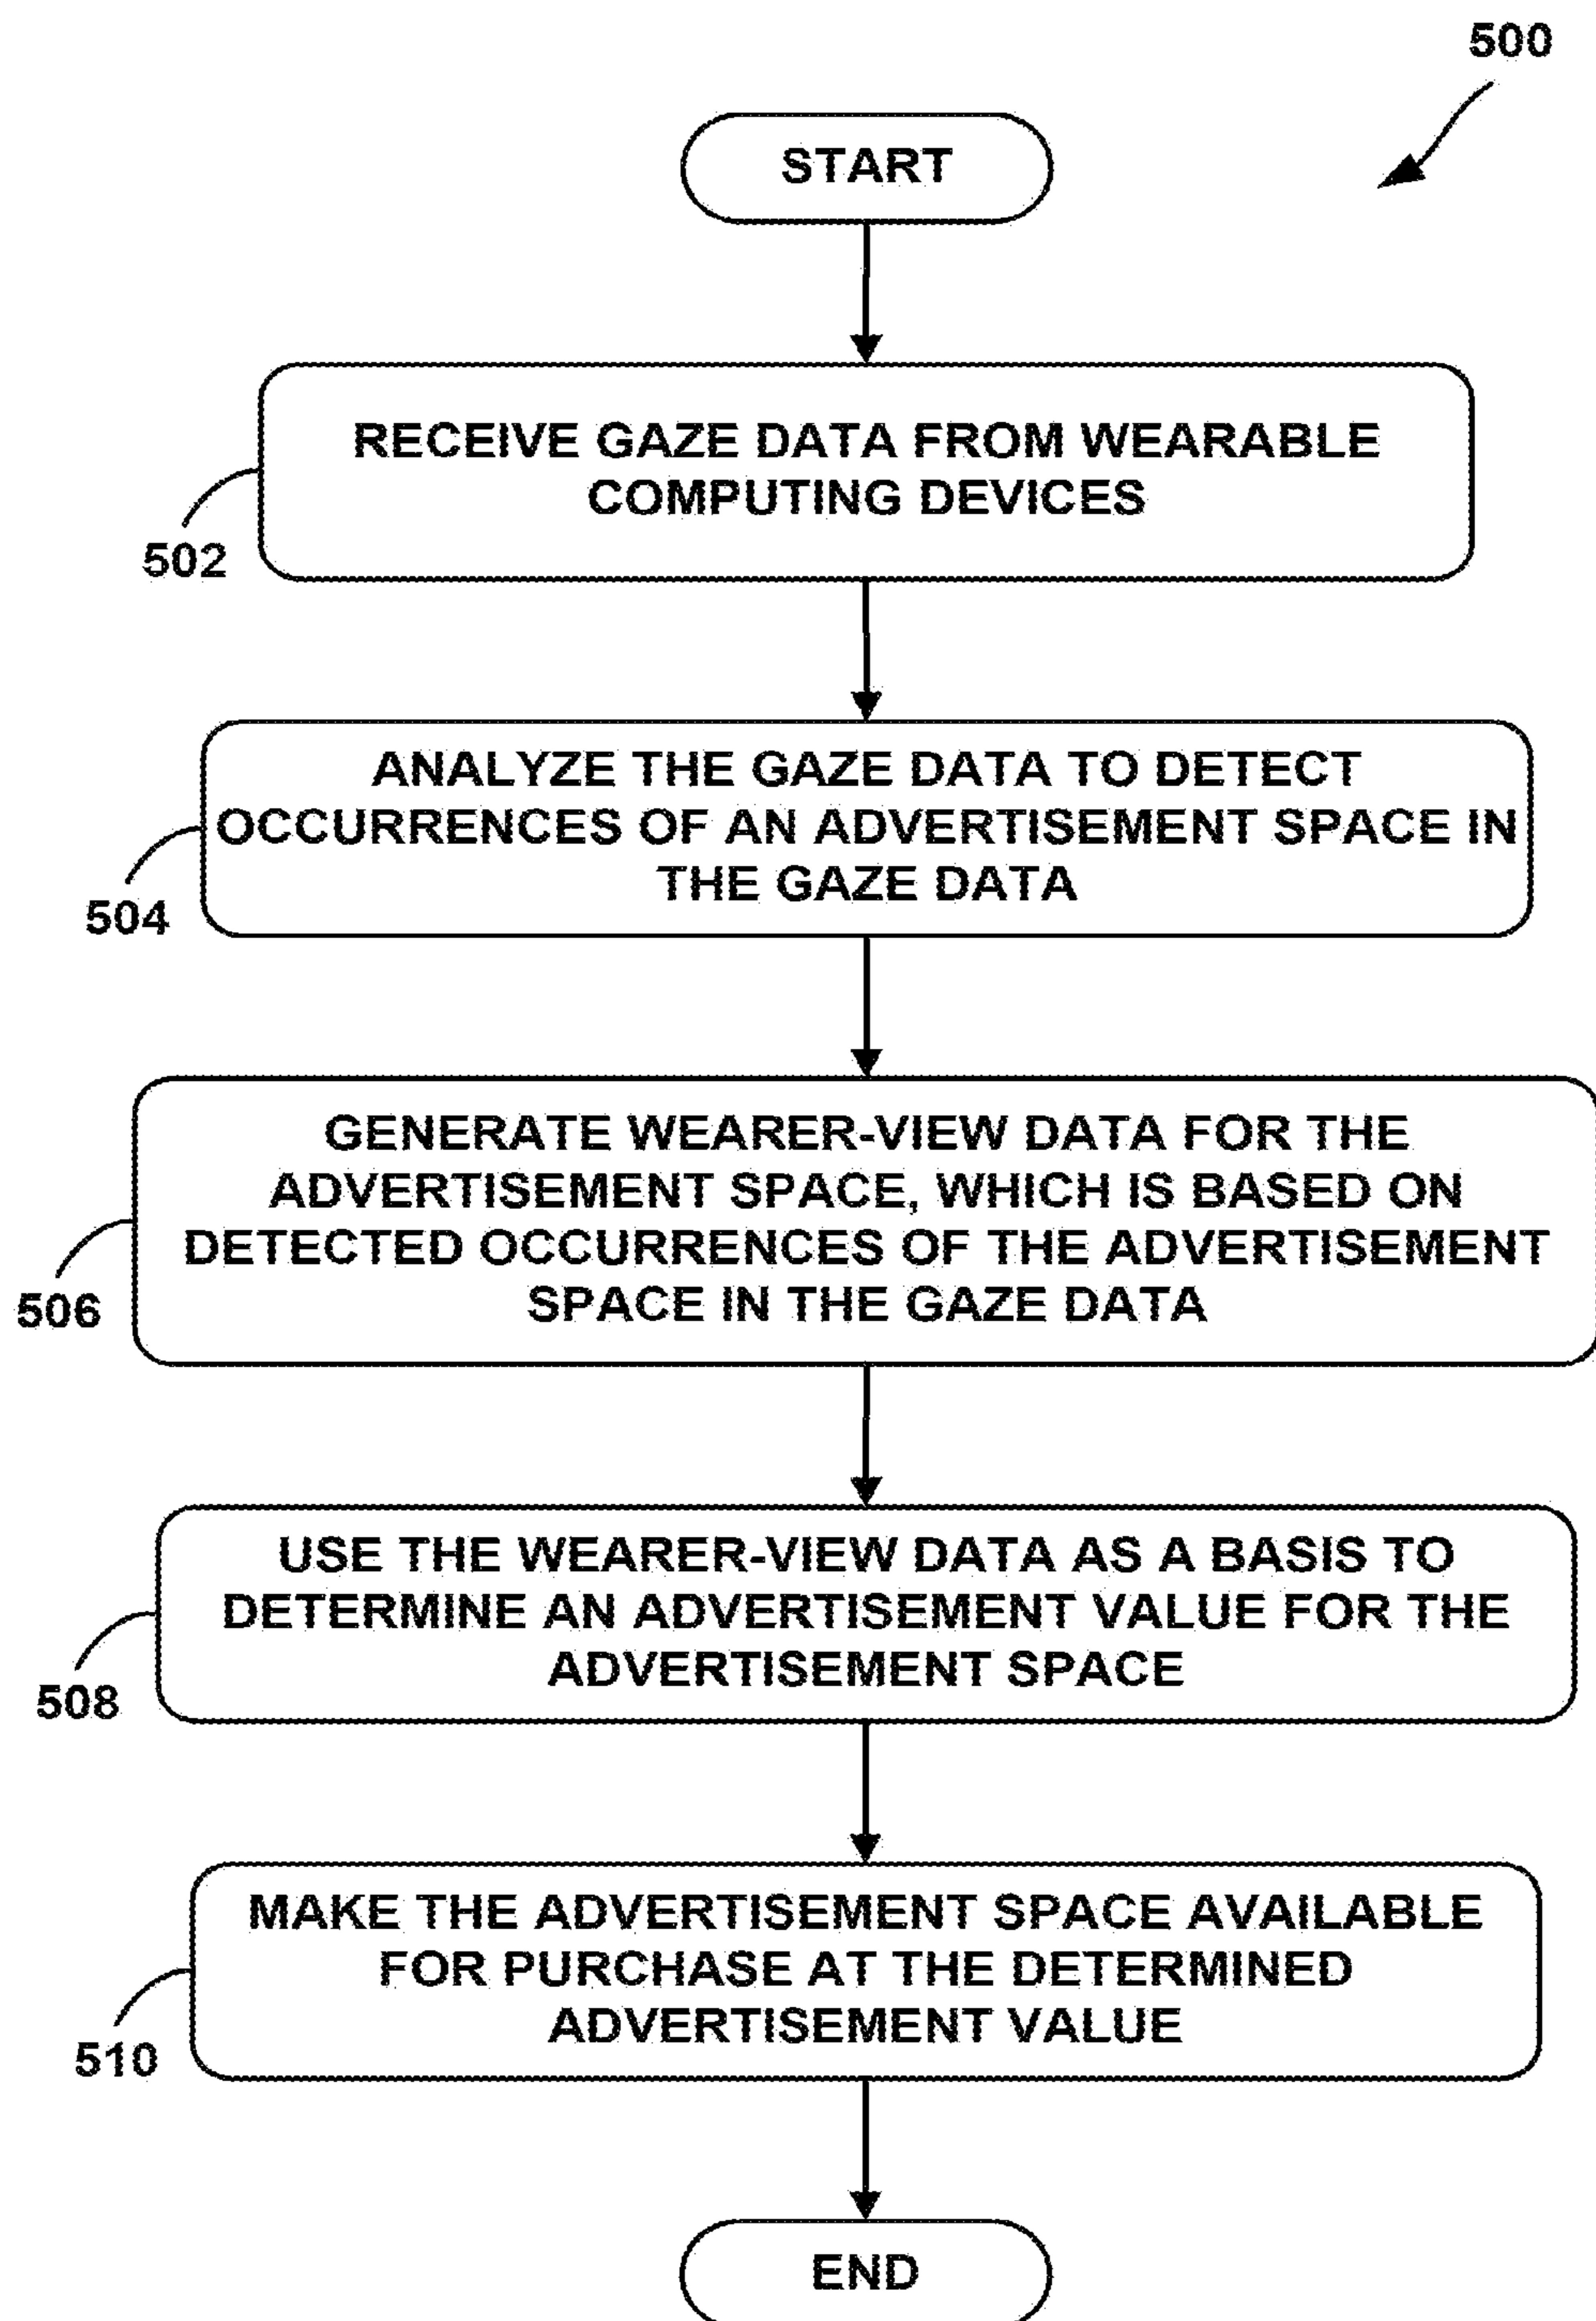 500
START
RECEIVE GAZE DATA FROM WEARABLE
COMPUTING DEVICES
502
ANALYZE THE GAZE DATA TO DETECT
OCCURRENCES OF AN ADVERTISEMENT SPACE IN
THE GAZE DATA
504
GENERATE WEARER-VIEW DATA FOR THE
ADVERTISEMENT SPACE, WHICH IS BASED ON
DETECTED OCCURRENCES OF THE ADVERTISEMENT
SPACE IN THE GAZE DATA
506
USE THE WEARER-VIEW DATA AS A BASIS TO
DETERMINE AN ADVERTISEMENT VALUE FOR THE
ADVERTISEMENT SPACE
508
MAKE THE ADVERTISEMENT SPACE AVAILABLE
FOR PURCHASE AT THE DETERMINED
ADVERTISEMENT VALUE
510
END